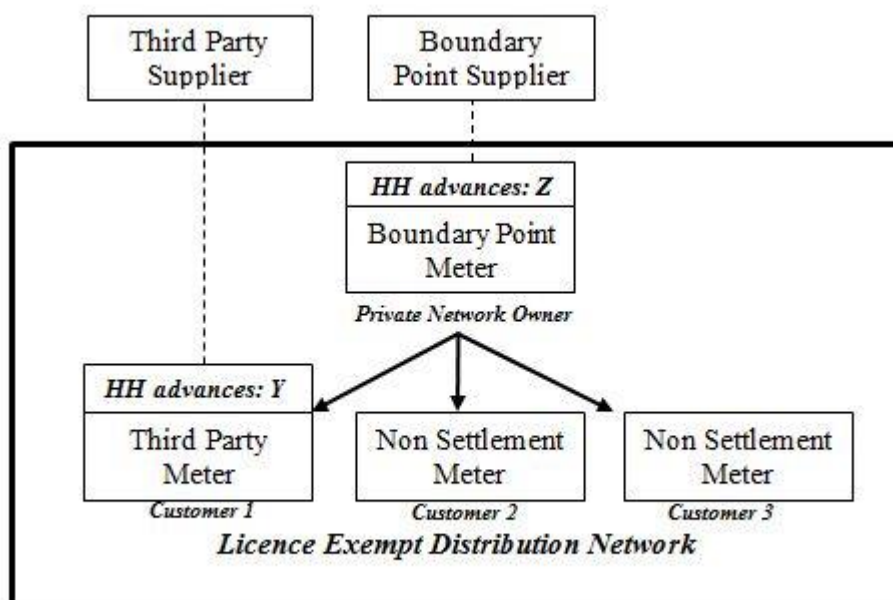 Third Party
Supplier
Boundary
Point Supplier
HH advances: Z
Boundary Point
Meter
Private Network Owner
HH advances: Y
Third Party
Meter
Customer 1
Non Settlement
Meter
Customer 2
Non Settlement
Meter
Customer 3
Licence Exempt Distribution Network